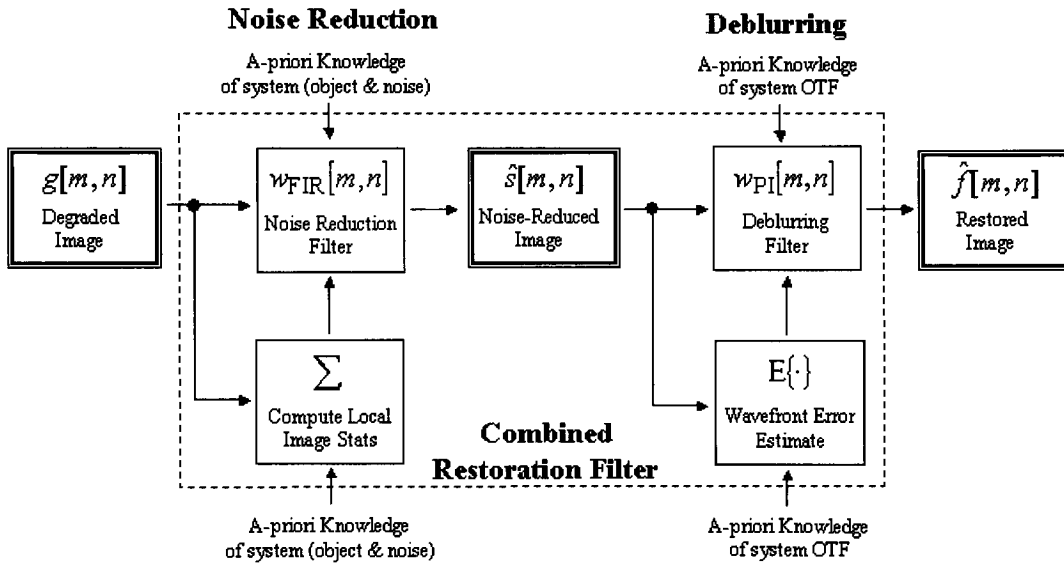 Noise Reduction
Deblurring
A-priori Knowledge
of system (object & noise)
A-priori Knowledge
of system OTF
g[m,n]
Degraded
Image
w_FIR[m,n]
Noise Reduction
Filter
ŝ[m,n]
Noise-Reduced
Image
w_PI[m,n]
Deblurring
Filter
f̂[m,n]
Restored
Image
∑
Compute Local
Image Stats
E{·}
Wavefront Error
Estimate
Combined
Restoration Filter
A-priori Knowledge
of system (object & noise)
A-priori Knowledge
of system OTF